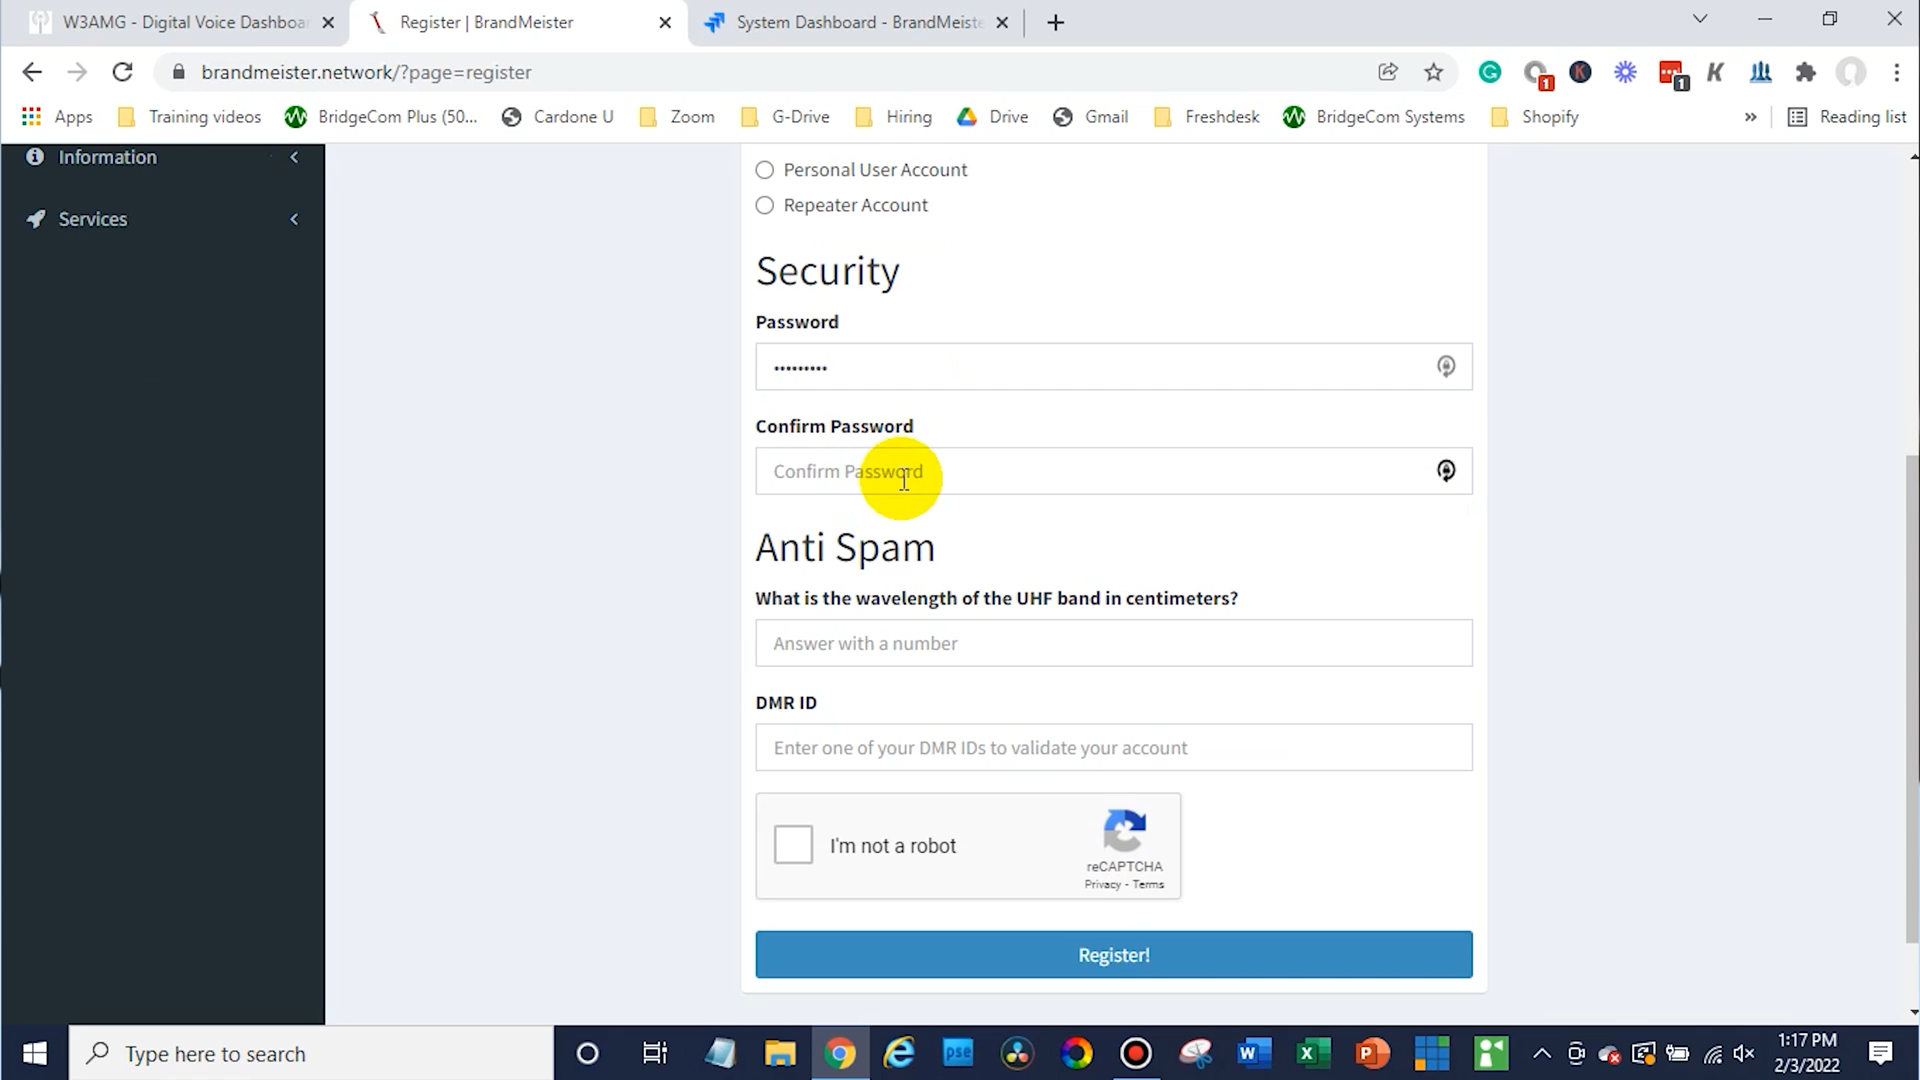 W3AMG - Digital Voice Dashboar
Register | BrandMeister
System Dashboard - BrandMeiste
brandmeister.network/?page=register
1
K
1
K
Apps
Training videos
BridgeCom Plus (50...
Cardone U
Zoom
G-Drive
Hiring
Drive
Gmail
Freshdesk
BridgeCom Systems
Shopify
»
Reading list
Information
Services
Personal User Account
Repeater Account
Security
Password
•••••••••
Confirm Password
Confirm Password
Anti Spam
What is the wavelength of the UHF band in centimeters?
Answer with a number
DMR ID
Enter one of your DMR IDs to validate your account
I'm not a robot
reCAPTCHA
Privacy - Terms
Register!
Type here to search
pse
1:17 PM
2/3/2022